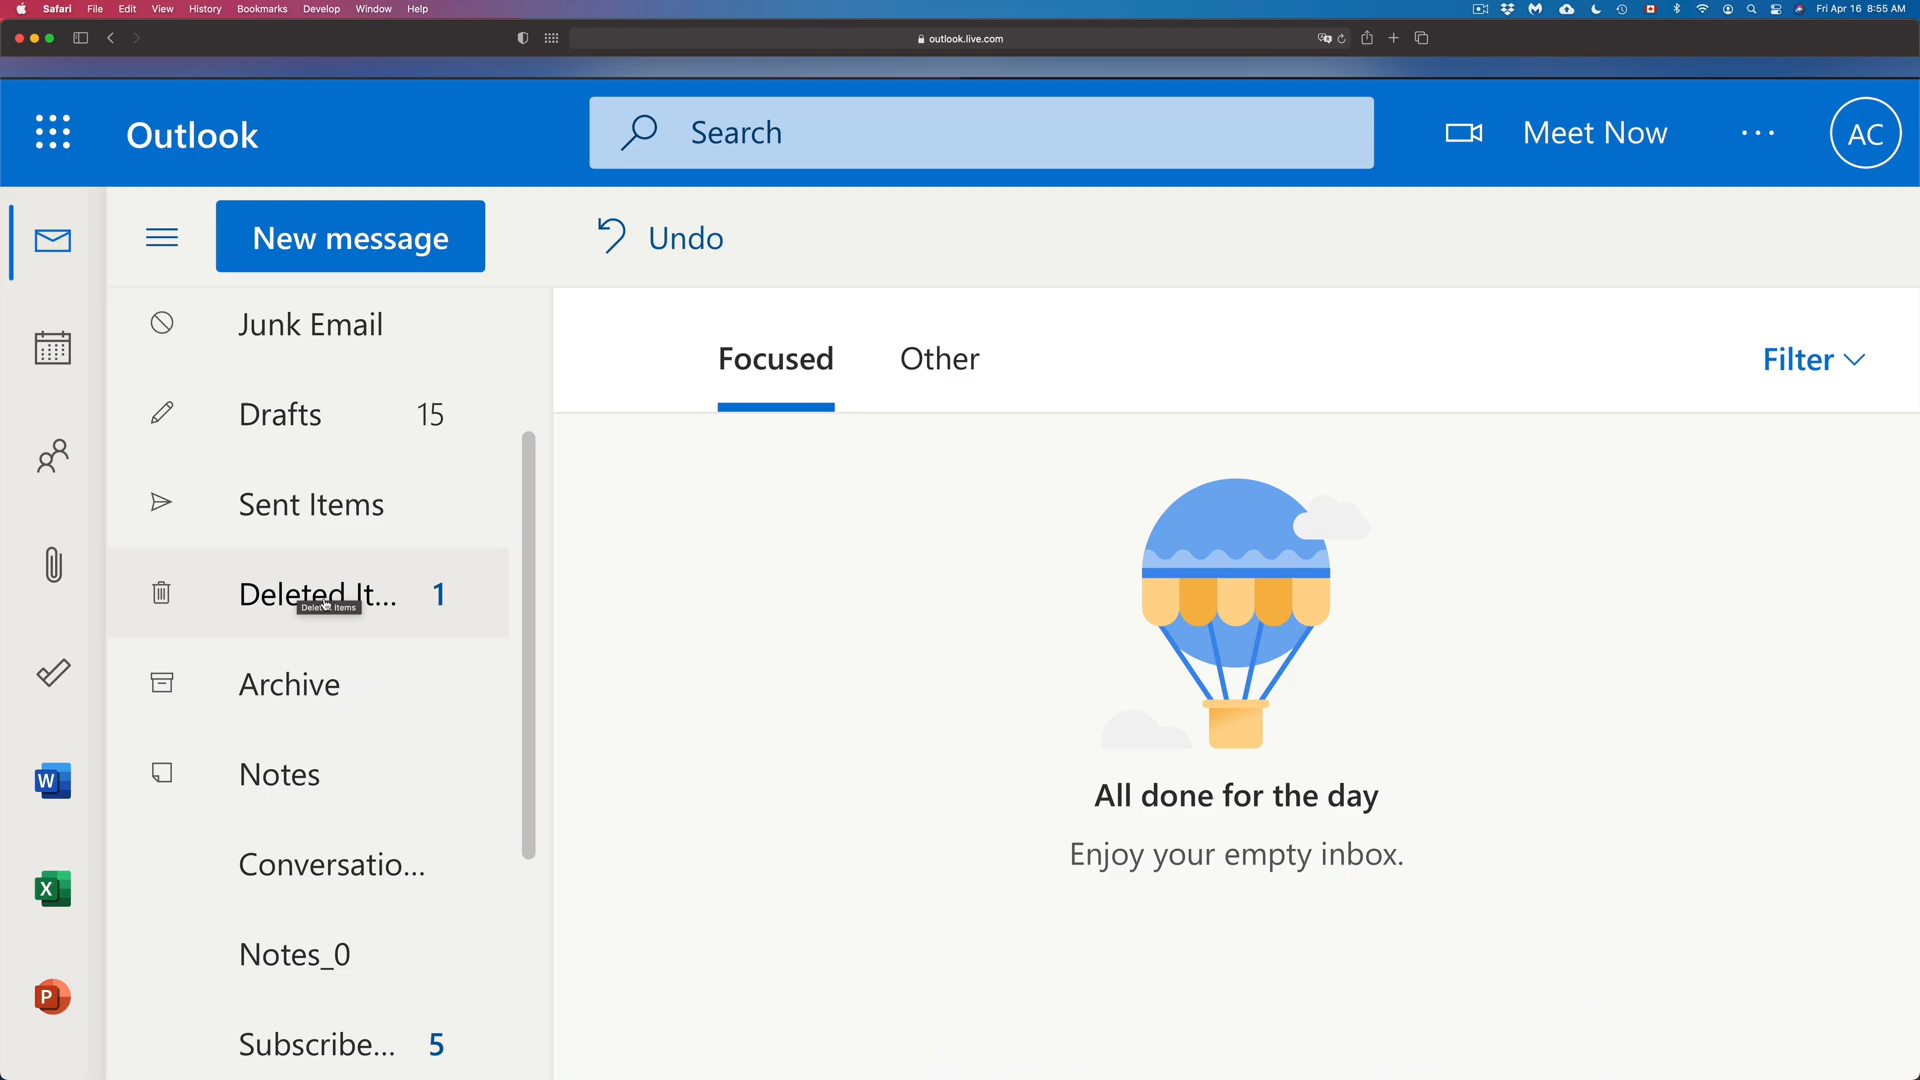 Safari File Edit View History Bookmarks Develop Window Help
Fri Apr 16 8:55 AM
outlook.live.com
Outlook
Search
Meet Now
AC
New message
Undo
Junk Email
Drafts 15
Sent Items
Deleted It... 1
Items
Archive
Notes
Conversatio...
Notes_0
Subscribe... 5
W
X
P
Focused
Other
Filter
All done for the day
Enjoy your empty inbox.